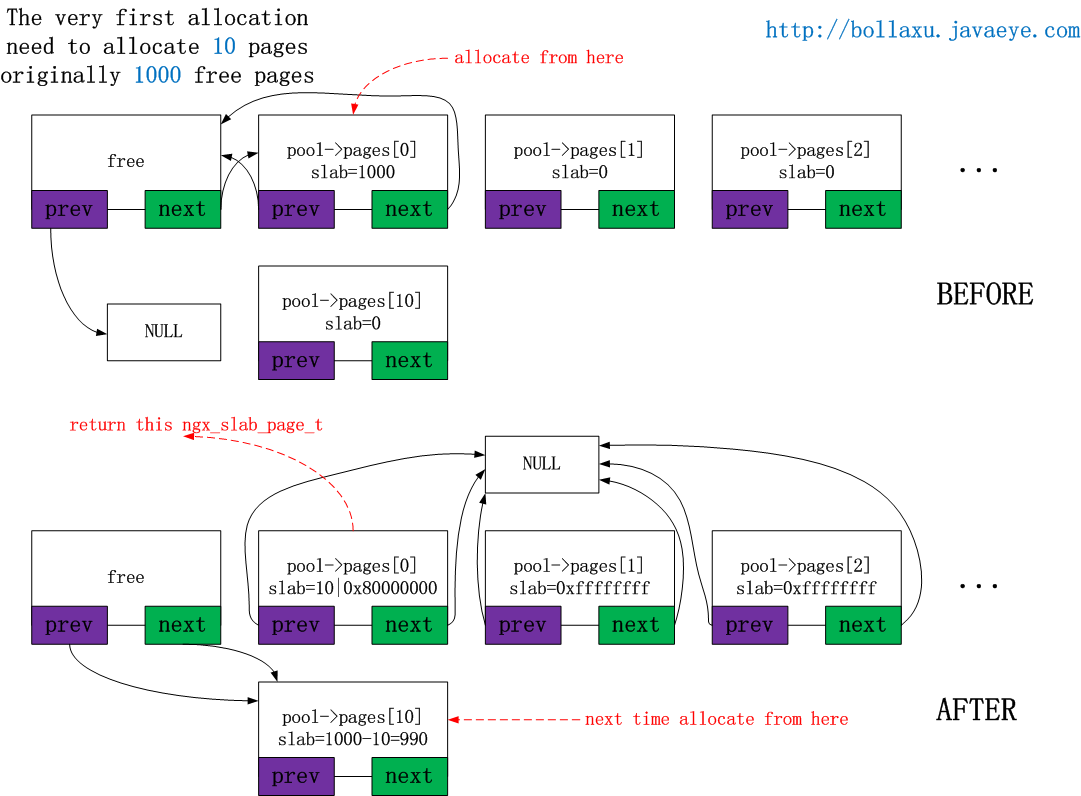 The very first allocation
need to allocate 10 pages
originally 1000 free pages
http://bollaxu.javaeye.com
allocate from here
free
prev next
pool->pages[0]
slab=1000
prev next
pool->pages[1]
slab=0
prev next
pool->pages[2]
slab=0
prev next
...
NULL
pool->pages[10]
slab=0
prev next
BEFORE
return this ngx_slab_page_t
NULL
free
prev next
pool->pages[0]
slab=10|0x80000000
prev next
pool->pages[1]
slab=0xffffffff
prev next
pool->pages[2]
slab=0xffffffff
prev next
...
pool->pages[10]
slab=1000-10=990
prev next
next time allocate from here
AFTER